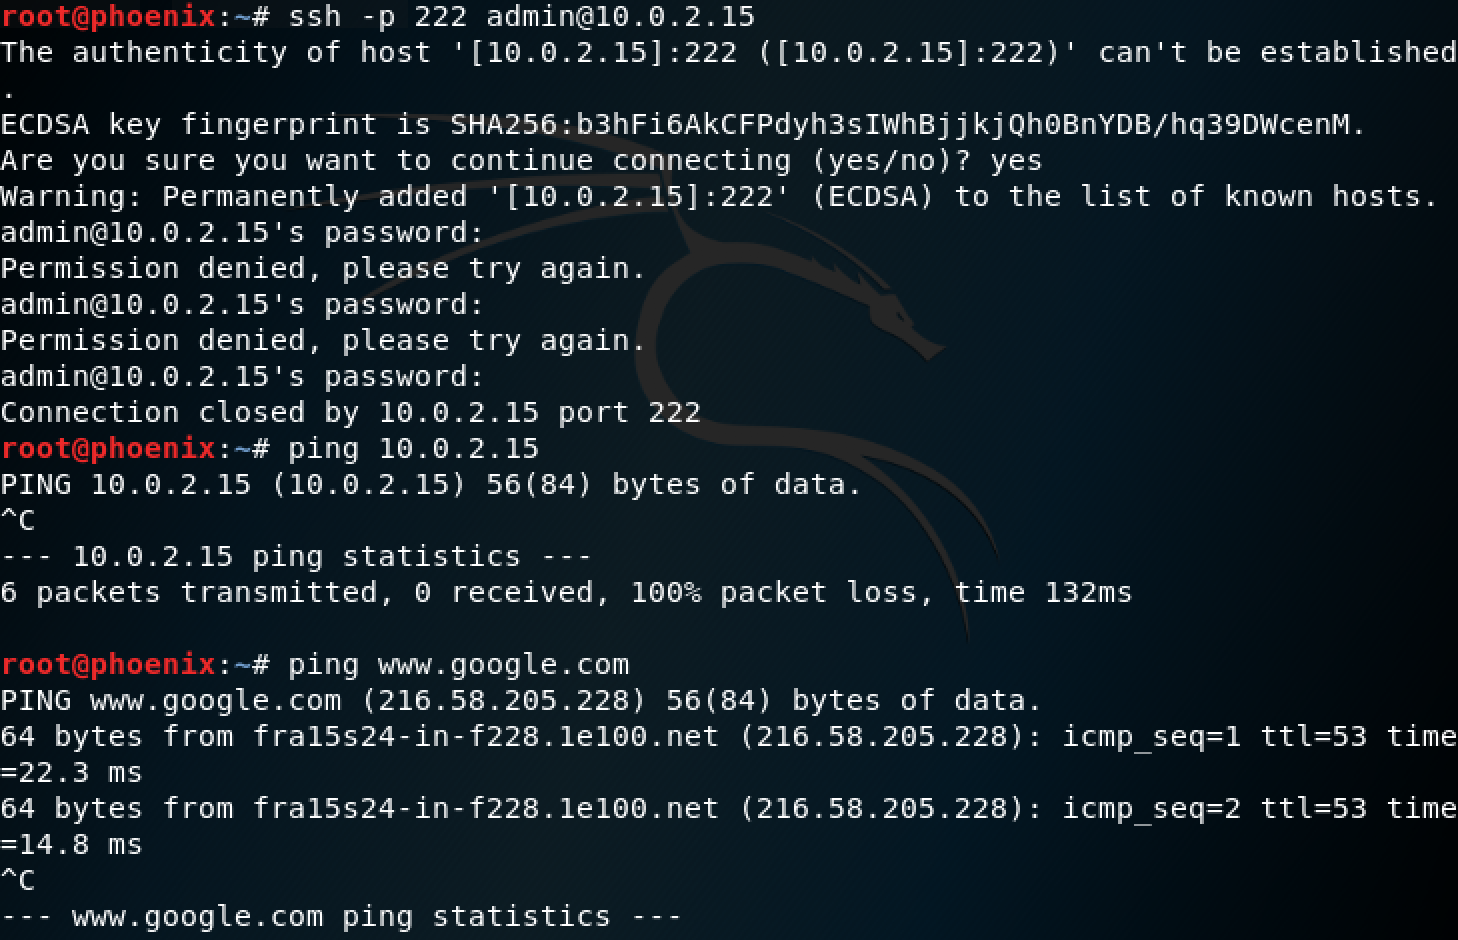 root@phoenix:~# ssh -p 222 admin@10.0.2.15
The authenticity of host '[10.0.2.15]:222 ([10.0.2.15]:222)' can't be established
.
ECDSA key fingerprint is SHA256:b3hFi6AkCFPdyh3sIWhBjjkjQh0BnYDB/hq39DWcenM.
Are you sure you want to continue connecting (yes/no)? yes
Warning: Permanently added '[10.0.2.15]:222' (ECDSA) to the list of known hosts.
admin@10.0.2.15's password:
Permission denied, please try again.
admin@10.0.2.15's password:
Permission denied, please try again.
admin@10.0.2.15's password:
Connection closed by 10.0.2.15 port 222
root@phoenix:~# ping 10.0.2.15
PING 10.0.2.15 (10.0.2.15) 56(84) bytes of data.
^C
--- 10.0.2.15 ping statistics ---
6 packets transmitted, 0 received, 100% packet loss, time 132ms
root@phoenix:~# ping www.google.com
PING www.google.com (216.58.205.228) 56(84) bytes of data.
64 bytes from fra15s24-in-f228.1e100.net (216.58.205.228): icmp_seq=1 ttl=53 time
=22.3 ms
64 bytes from fra15s24-in-f228.1e100.net (216.58.205.228): icmp_seq=2 ttl=53 time
=14.8 ms
^C
--- www.google.com ping statistics ---